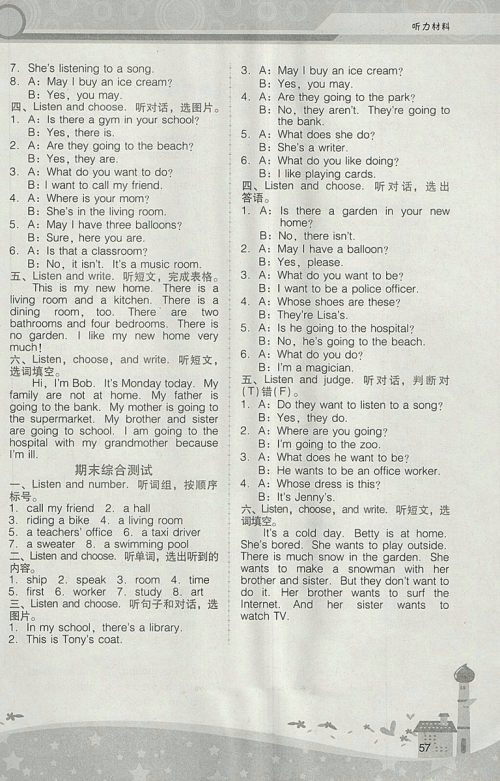 听力材料
7. She's listening to a song.
8. A: May I buy an ice cream?
B: Yes, you may.
四、Listen and choose. 听对话，选图片。
1. A: Is there a gym in your school?
B: Yes, there is.
2. A: Are they going to the beach?
B: Yes, they are.
3. A: What do you want to do?
B: I want to call my friend.
4. A: Where is your mom?
B: She's in the living room.
5. A: May I have three balloons?
B: Sure, here you are.
6. A: Is that a classroom?
B: No, it isn't. It's a music room.
五、Listen and write. 听短文，完成表格。
This is my new home. There is a
living room and a kitchen. There is a
dining room, too. There are two
bathrooms and four bedrooms. There is
no garden. I like my new home very
much!
六、Listen, choose, and write. 听短文，
选词填空。
Hi, I'm Bob. It's Monday today. My
family are not at home. My father is
going to the bank. My mother is going to
the supermarket. My brother and sister
are going to school. I am going to the
hospital with my grandmother because
I'm ill.
期末综合测试
一、Listen and number. 听词组，按顺序
标号。
1. call my friend 2. a hall
3. riding a bike 4. a living room
5. a teachers' office 6. a taxi driver
7. a sweater 8. a swimming pool
二、Listen and choose. 听单词，选出听到的
内容。
1. ship 2. speak 3. room 4. time
5. first 6. worker 7. study 8. art
三、Listen and choose. 听句子和对话，选
图片。
1. In my school, there's a library.
2. This is Tony's coat.
3. A: May I buy an ice cream?
B: Yes, you may.
4. A: Are they going to the park?
B: No, they aren't. They're going to
the bank.
5. A: What does she do?
B: She's a writer.
6. A: What do you like doing?
B: I like playing cards.
四、Listen and choose. 听对话，选出
答语。
1. A: Is there a garden in your new
home?
B: No, there isn't.
2. A: May I have a balloon?
B: Yes, please.
3. A: What do you want to be?
B: I want to be a police officer.
4. A: Whose shoes are these?
B: They're Lisa's.
5. A: Is he going to the hospital?
B: No, he's going to the beach.
6. A: What do you do?
B: I'm a magician.
五、Listen and judge. 听对话，判断对
(T)错(F)。
1. A: Do they want to listen to a song?
B: Yes, they do.
2. A: Where are you going?
B: I'm going to the zoo.
3. A: What does he want to be?
B: He wants to be an office worker.
4. A: Whose dress is this?
B: It's Jenny's.
六、Listen, choose, and write. 听短文，选
词填空。
It's a cold day. Betty is at home.
She's bored. She wants to play outside.
There is much snow in the garden. She
wants to make a snowman with her
brother and sister. But they don't want to
do it. Her brother wants to surf the
Internet. And her sister wants to
watch TV.
57